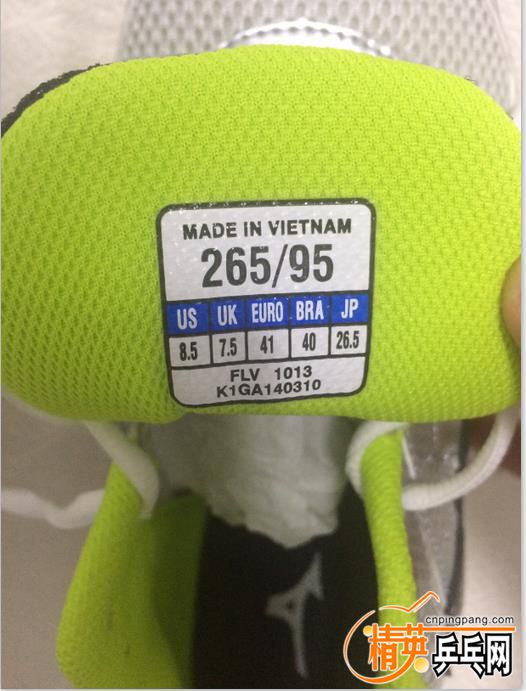 MADE IN VIETNAM
265/95
US UK EURO BRA JP
8.5 7.5 41 40 26.5
FLV 1013
K1GA140310
cnpingpang.com
精英乒乓网